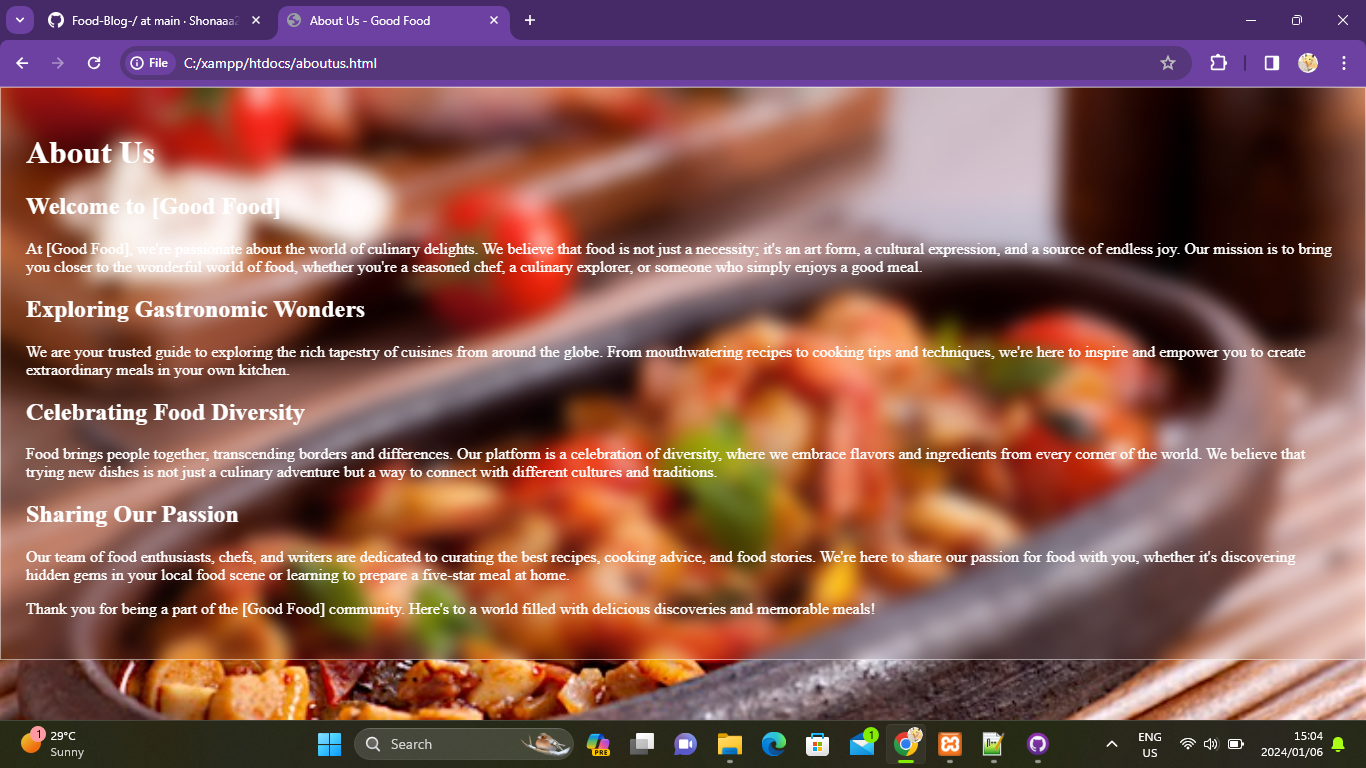 Food-Blog-/ at main · Shonaaa2
About Us - Good Food
File
C:/xampp/htdocs/aboutus.html
About Us
Welcome to [Good Food]
At [Good Food], we're passionate about the world of culinary delights. We believe that food is not just a necessity; it's an art form, a cultural expression, and a source of endless joy. Our mission is to bring
you closer to the wonderful world of food, whether you're a seasoned chef, a culinary explorer, or someone who simply enjoys a good meal.
Exploring Gastronomic Wonders
We are your trusted guide to exploring the rich tapestry of cuisines from around the globe. From mouthwatering recipes to cooking tips and techniques, we're here to inspire and empower you to create
extraordinary meals in your own kitchen.
Celebrating Food Diversity
Food brings people together, transcending borders and differences. Our platform is a celebration of diversity, where we embrace flavors and ingredients from every corner of the world. We believe that
trying new dishes is not just a culinary adventure but a way to connect with different cultures and traditions.
Sharing Our Passion
Our team of food enthusiasts, chefs, and writers are dedicated to curating the best recipes, cooking advice, and food stories. We're here to share our passion for food with you, whether it's discovering
hidden gems in your local food scene or learning to prepare a five-star meal at home.
Thank you for being a part of the [Good Food] community. Here's to a world filled with delicious discoveries and memorable meals!
1
29°C
Sunny
Search
PRE
1
ENG
US
15:04
2024/01/06